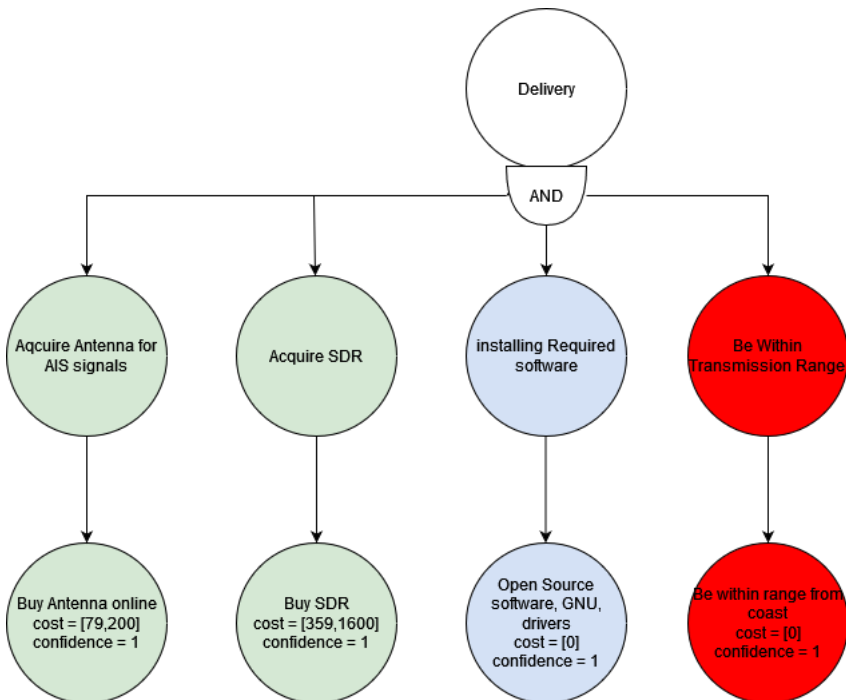 Delivery
AND
Aqcuire Antenna for
AIS signals
Acquire SDR
installing Required
software
Be Within
Transmission Range
Buy Antenna online
cost = [79,200]
confidence = 1
Buy SDR
cost = [359,1600]
confidence = 1
Open Source
software, GNU,
drivers
cost = [0]
confidence = 1
Be within range from
coast
cost = [0]
confidence = 1